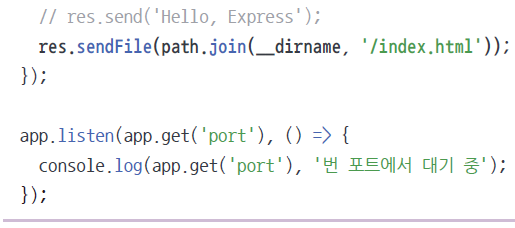 // res.send('Hello, Express');
res.sendFile(path.join(__dirname, '/index.html'));
});
app.listen(app.get('port'), () => {
console.log(app.get('port'), '번 포트에서 대기 중');
});